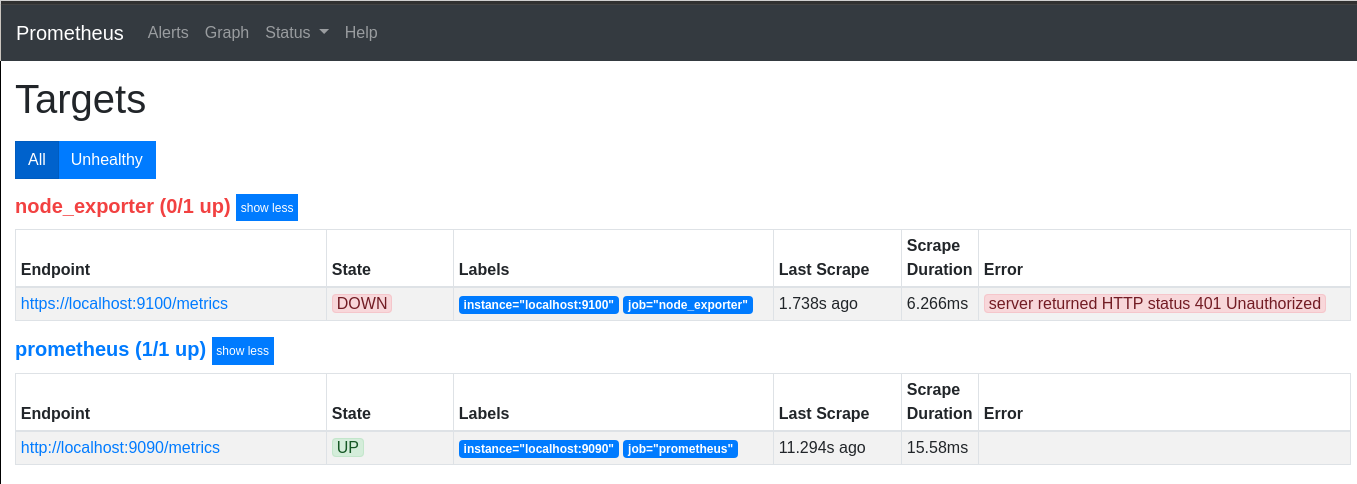 Prometheus Alerts Graph Status Help
Targets
All Unhealthy
node_exporter (0/1 up) show less
Endpoint State Labels Last Scrape Scrape Duration Error
https://localhost:9100/metrics DOWN instance="localhost:9100" job="node_exporter" 1.738s ago 6.266ms server returned HTTP status 401 Unauthorized
prometheus (1/1 up) show less
Endpoint State Labels Last Scrape Scrape Duration Error
http://localhost:9090/metrics UP instance="localhost:9090" job="prometheus" 11.294s ago 15.58ms